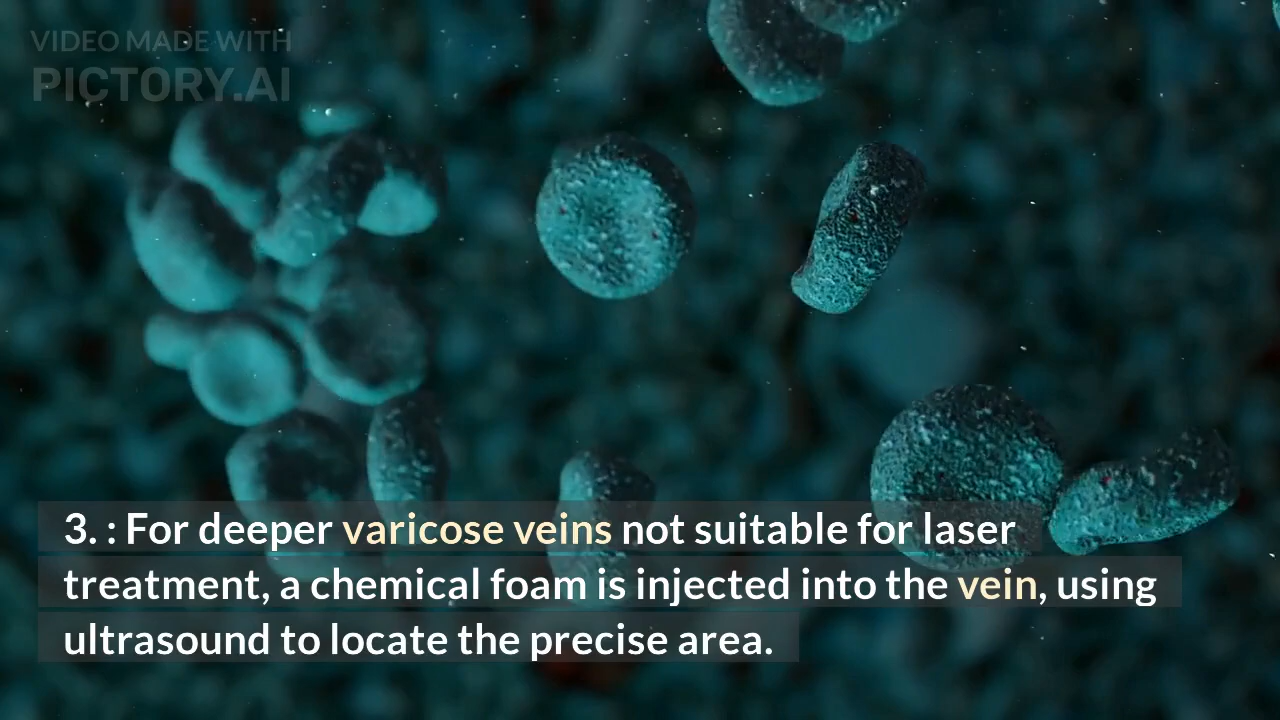 VIDEO MADE WITH
PICTORY.AI
3. : For deeper varicose veins not suitable for laser
treatment, a chemical foam is injected into the vein, using
ultrasound to locate the precise area.